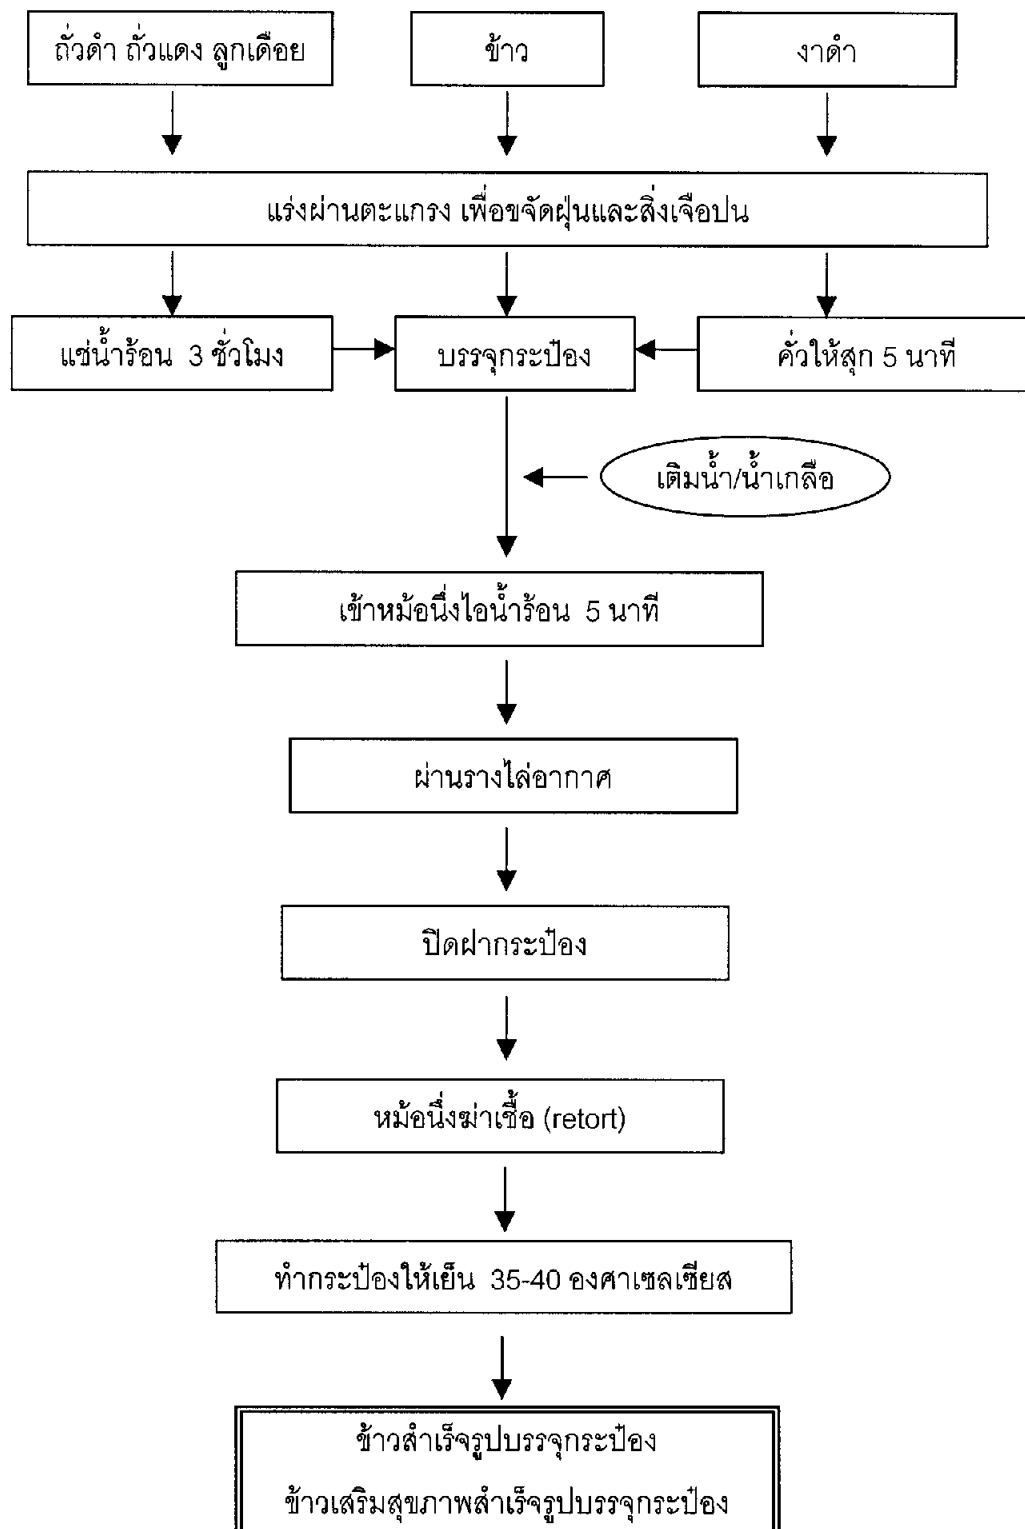 ถั่วดำ ถั่วแดง ลูกเดือย
ข้าว
งาดำ
แร่งผ่านตะแกรง เพื่อขจัดฝุ่นและสิ่งเจือปน
แช่น้ำร้อน 3 ชั่วโมง
บรรจุกระป๋อง
คั่วให้สุก 5 นาที
เติมน้ำ/น้ำเกลือ
เข้าหม้อนึ่งไอน้ำร้อน 5 นาที
ผ่านรางไล่อากาศ
ปิดฝากระป๋อง
หม้อนึ่งฆ่าเชื้อ (retort)
ทำกระป๋องให้เย็น 35-40 องศาเซลเซียส
ข้าวสำเร็จรูปบรรจุกระป๋อง
ข้าวเสริมสุขภาพสำเร็จรูปบรรจุกระป๋อง